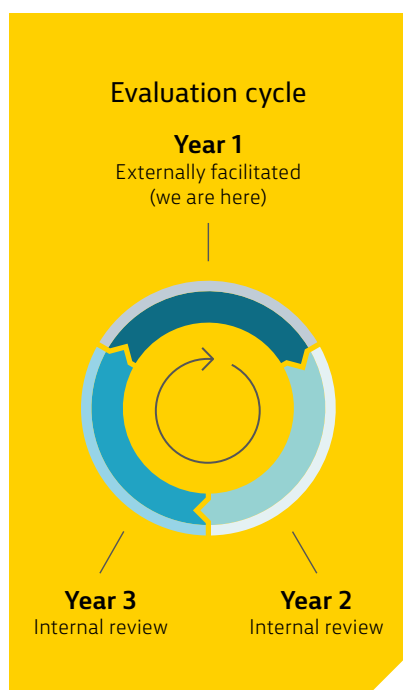 Evaluation cycle
Year 1
Externally facilitated
(we are here)
Year 3
Internal review
Year 2
Internal review